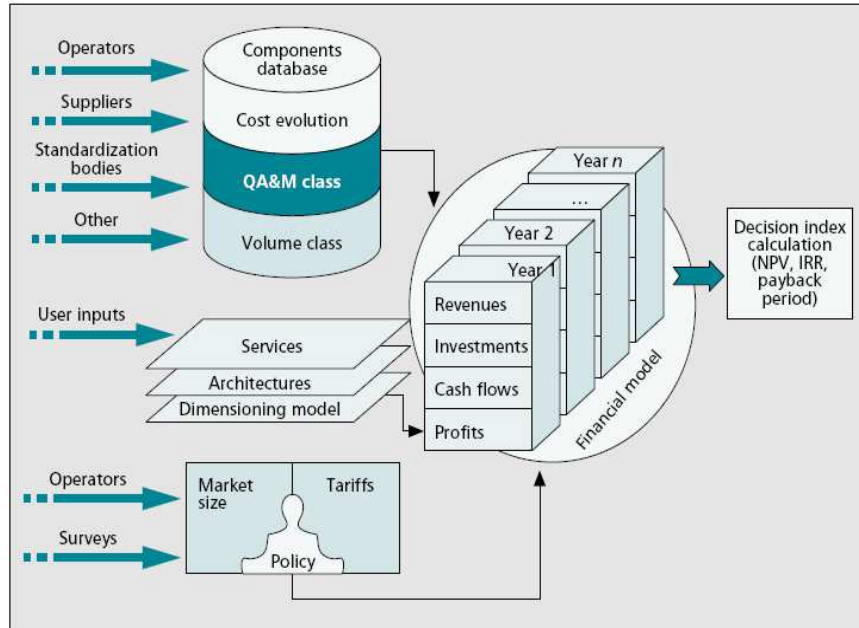 Operators
Suppliers
Standardization
bodies
Other
Components
database
Cost evolution
QA&M class
Volume class
User inputs
Services
Architectures
Dimensioning model
Operators
Surveys
Market
size
Tariffs
Policy
Year n
...
Year 2
Year 1
Revenues
Investments
Cash flows
Profits
Financial model
Decision index
calculation
(NPV, IRR,
payback
period)